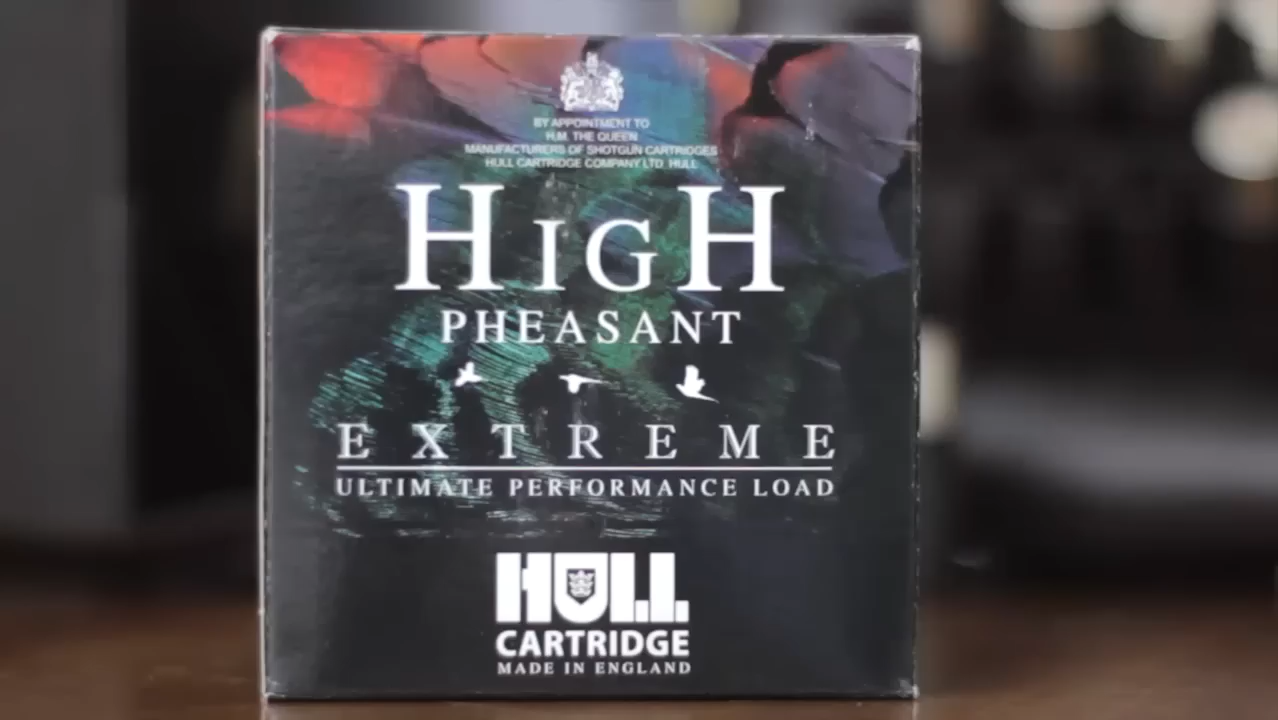 BY APPOINTMENT TO
H.M. THE QUEEN
MANUFACTURERS OF SHOTGUN CARTRIDGES
HULL CARTRIDGE COMPANY LTD. HULL
HIGH
PHEASANT
EXTREME
ULTIMATE PERFORMANCE LOAD
HULL
CARTRIDGE
MADE IN ENGLAND